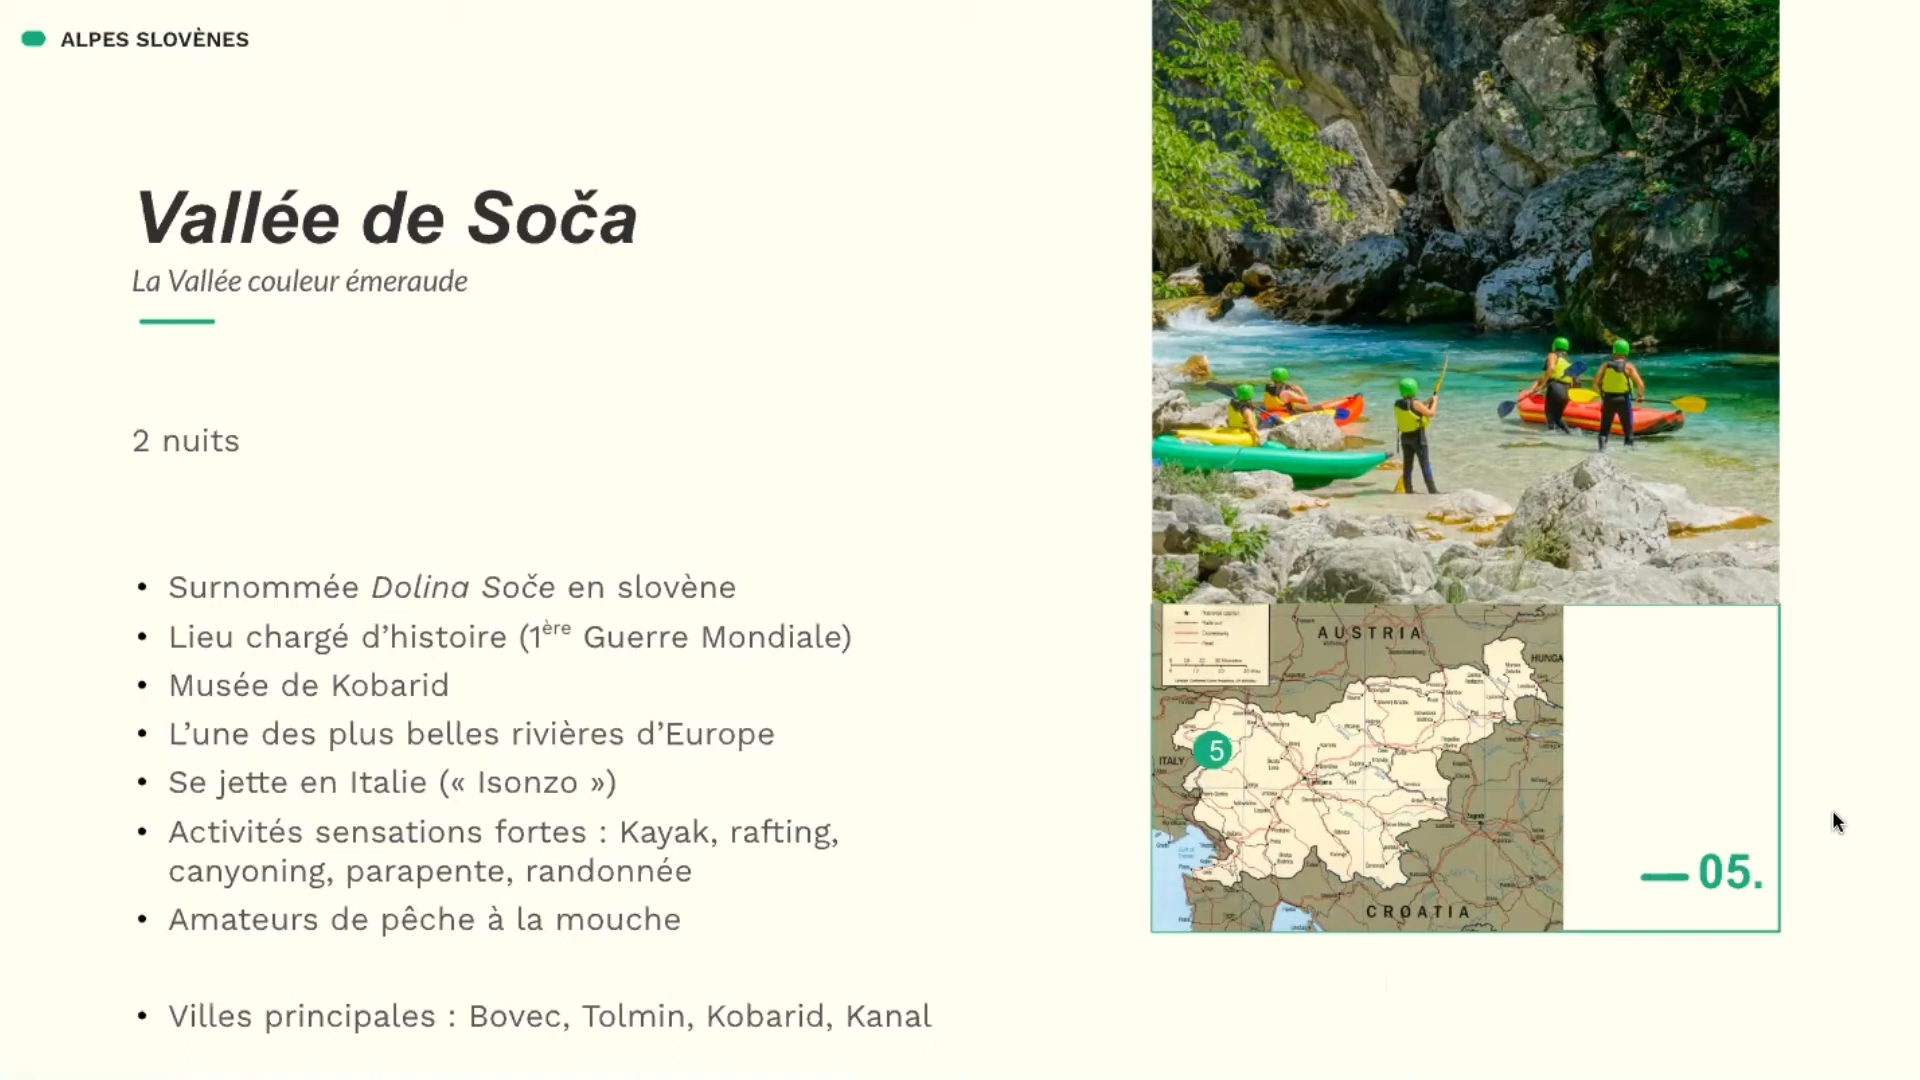 ALPES SLOVÈNES
Vallée de Soča
La Vallée couleur émeraude
2 nuits
• Surnommée Dolina Soče en slovène
• Lieu chargé d’histoire (1ère Guerre Mondiale)
• Musée de Kobarid
• L’une des plus belles rivières d’Europe
• Se jette en Italie (« Isonzo »)
• Activités sensations fortes : Kayak, rafting,
canyoning, parapente, randonnée
• Amateurs de pêche à la mouche
• Villes principales : Bovec, Tolmin, Kobarid, Kanal
AUSTRIA
HUNGA
ITALY
5
CROATIA
05.